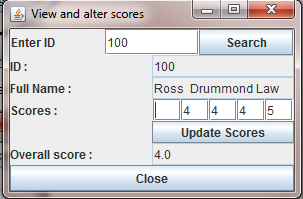 View and alter scores
Enter ID 100 Search
ID : 100
Full Name : Ross Drummond Law
Scores : 4 4 4 5
Update Scores
Overall score : 4.0
Close